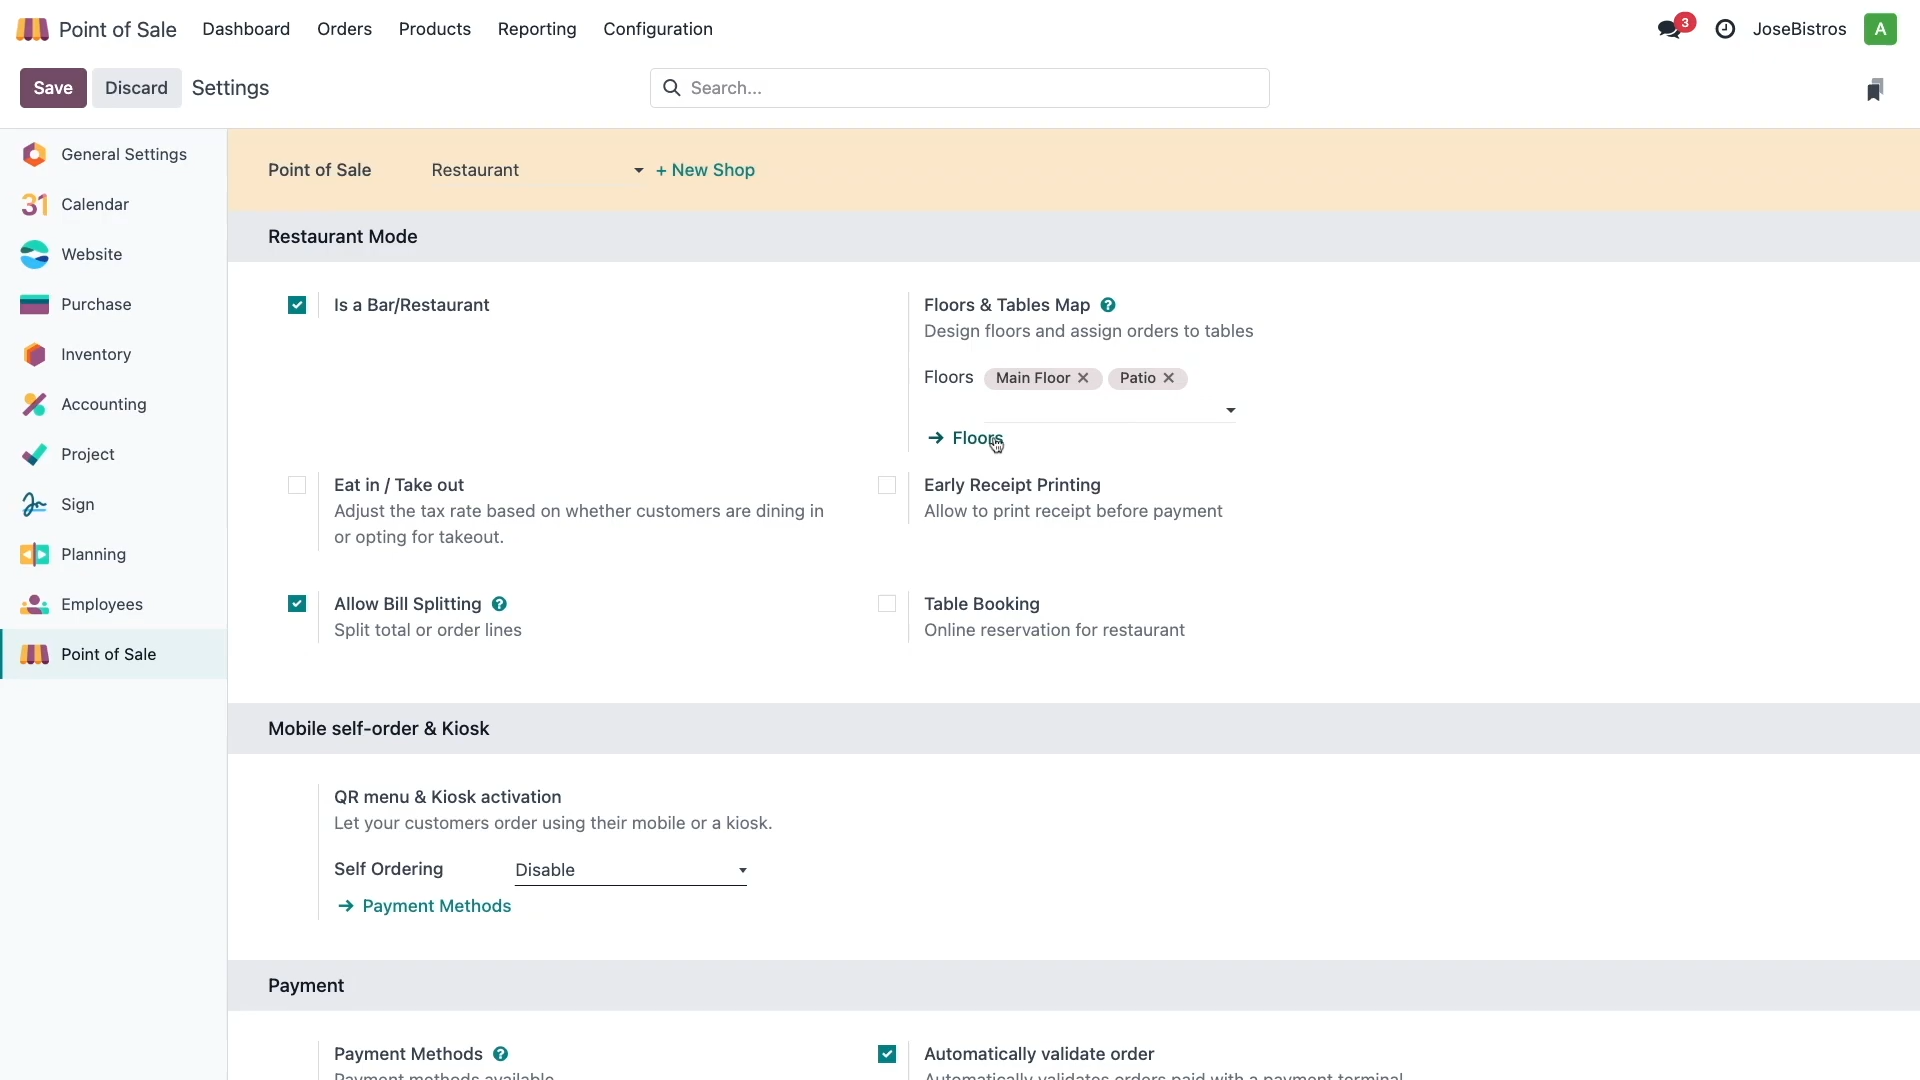 Point of Sale Dashboard Orders Products Reporting Configuration 3 JoseBistros A
Save Discard Settings Search...
General Settings
31 Calendar
Website
Purchase
Inventory
Accounting
Project
Sign
Planning
Employees
Point of Sale
Point of Sale Restaurant + New Shop
Restaurant Mode
Is a Bar/Restaurant
Floors & Tables Map ?
Design floors and assign orders to tables
Floors Main Floor Patio
Floors
Eat in / Take out
Adjust the tax rate based on whether customers are dining in
or opting for takeout.
Early Receipt Printing
Allow to print receipt before payment
Allow Bill Splitting ?
Split total or order lines
Table Booking
Online reservation for restaurant
Mobile self-order & Kiosk
QR menu & Kiosk activation
Let your customers order using their mobile or a kiosk.
Self Ordering Disable
Payment Methods
Payment
Payment Methods ?
Payment methods available
Automatically validate order
Automatically validates orders paid with a payment terminal